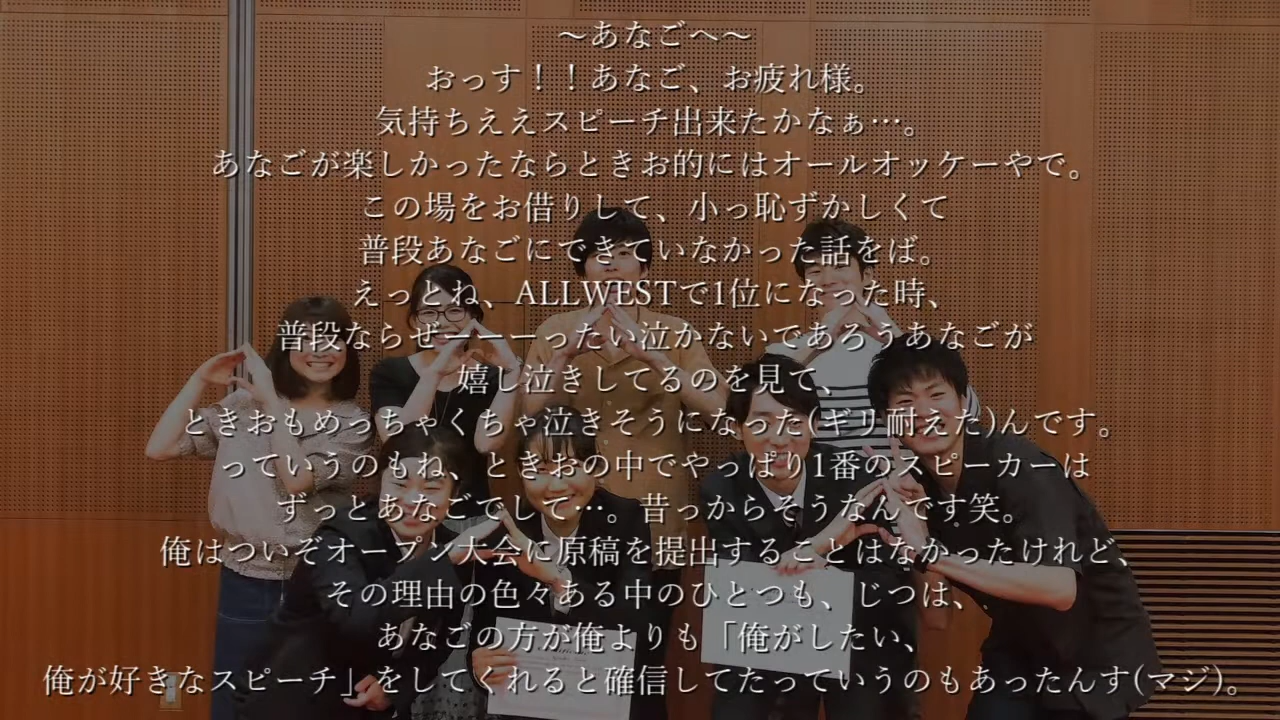 ～あなごへ～
おっす！！あなご、お疲れ様。
気持ちええスピーチ出来たかなぁ…。
あなごが楽しかったならときお的にはオールオッケーやで。
この場をお借りして、小っ恥ずかしくて
普段あなごにできていなかった話をば。
えっとね、ALLWESTで1位になった時、
普段ならぜーーーったい泣かないであろうあなごが
嬉し泣きしてるのを見て、
ときおもめっちゃくちゃ泣きそうになった(ギリ耐えた)んです。
っていうのもね、ときおの中でやっぱり1番のスピーカーは
ずっとあなごでして…。昔っからそうなんです笑。
俺はついぞオープン大会に原稿を提出することはなかったけれど、
その理由の色々ある中のひとつも、じつは、
あなごの方が俺よりも「俺がしたい、
俺が好きなスピーチ」をしてくれると確信してたっていうのもあったんす(マジ)。